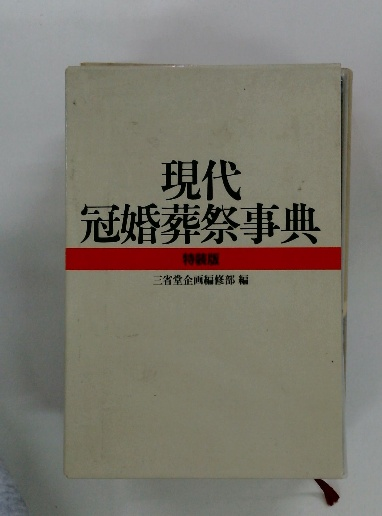 現代
冠婚葬祭事典
特装版
三省堂企画編修部 編